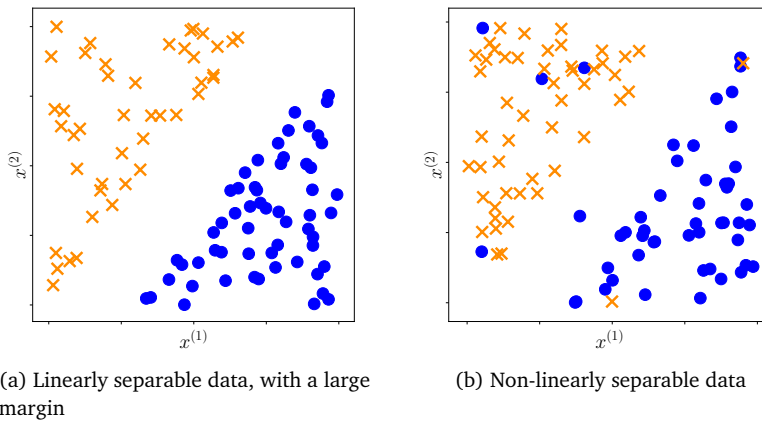 x^{(2)}
x^{(1)}
(a) Linearly separable data, with a large
margin
x^{(2)}
x^{(1)}
(b) Non-linearly separable data